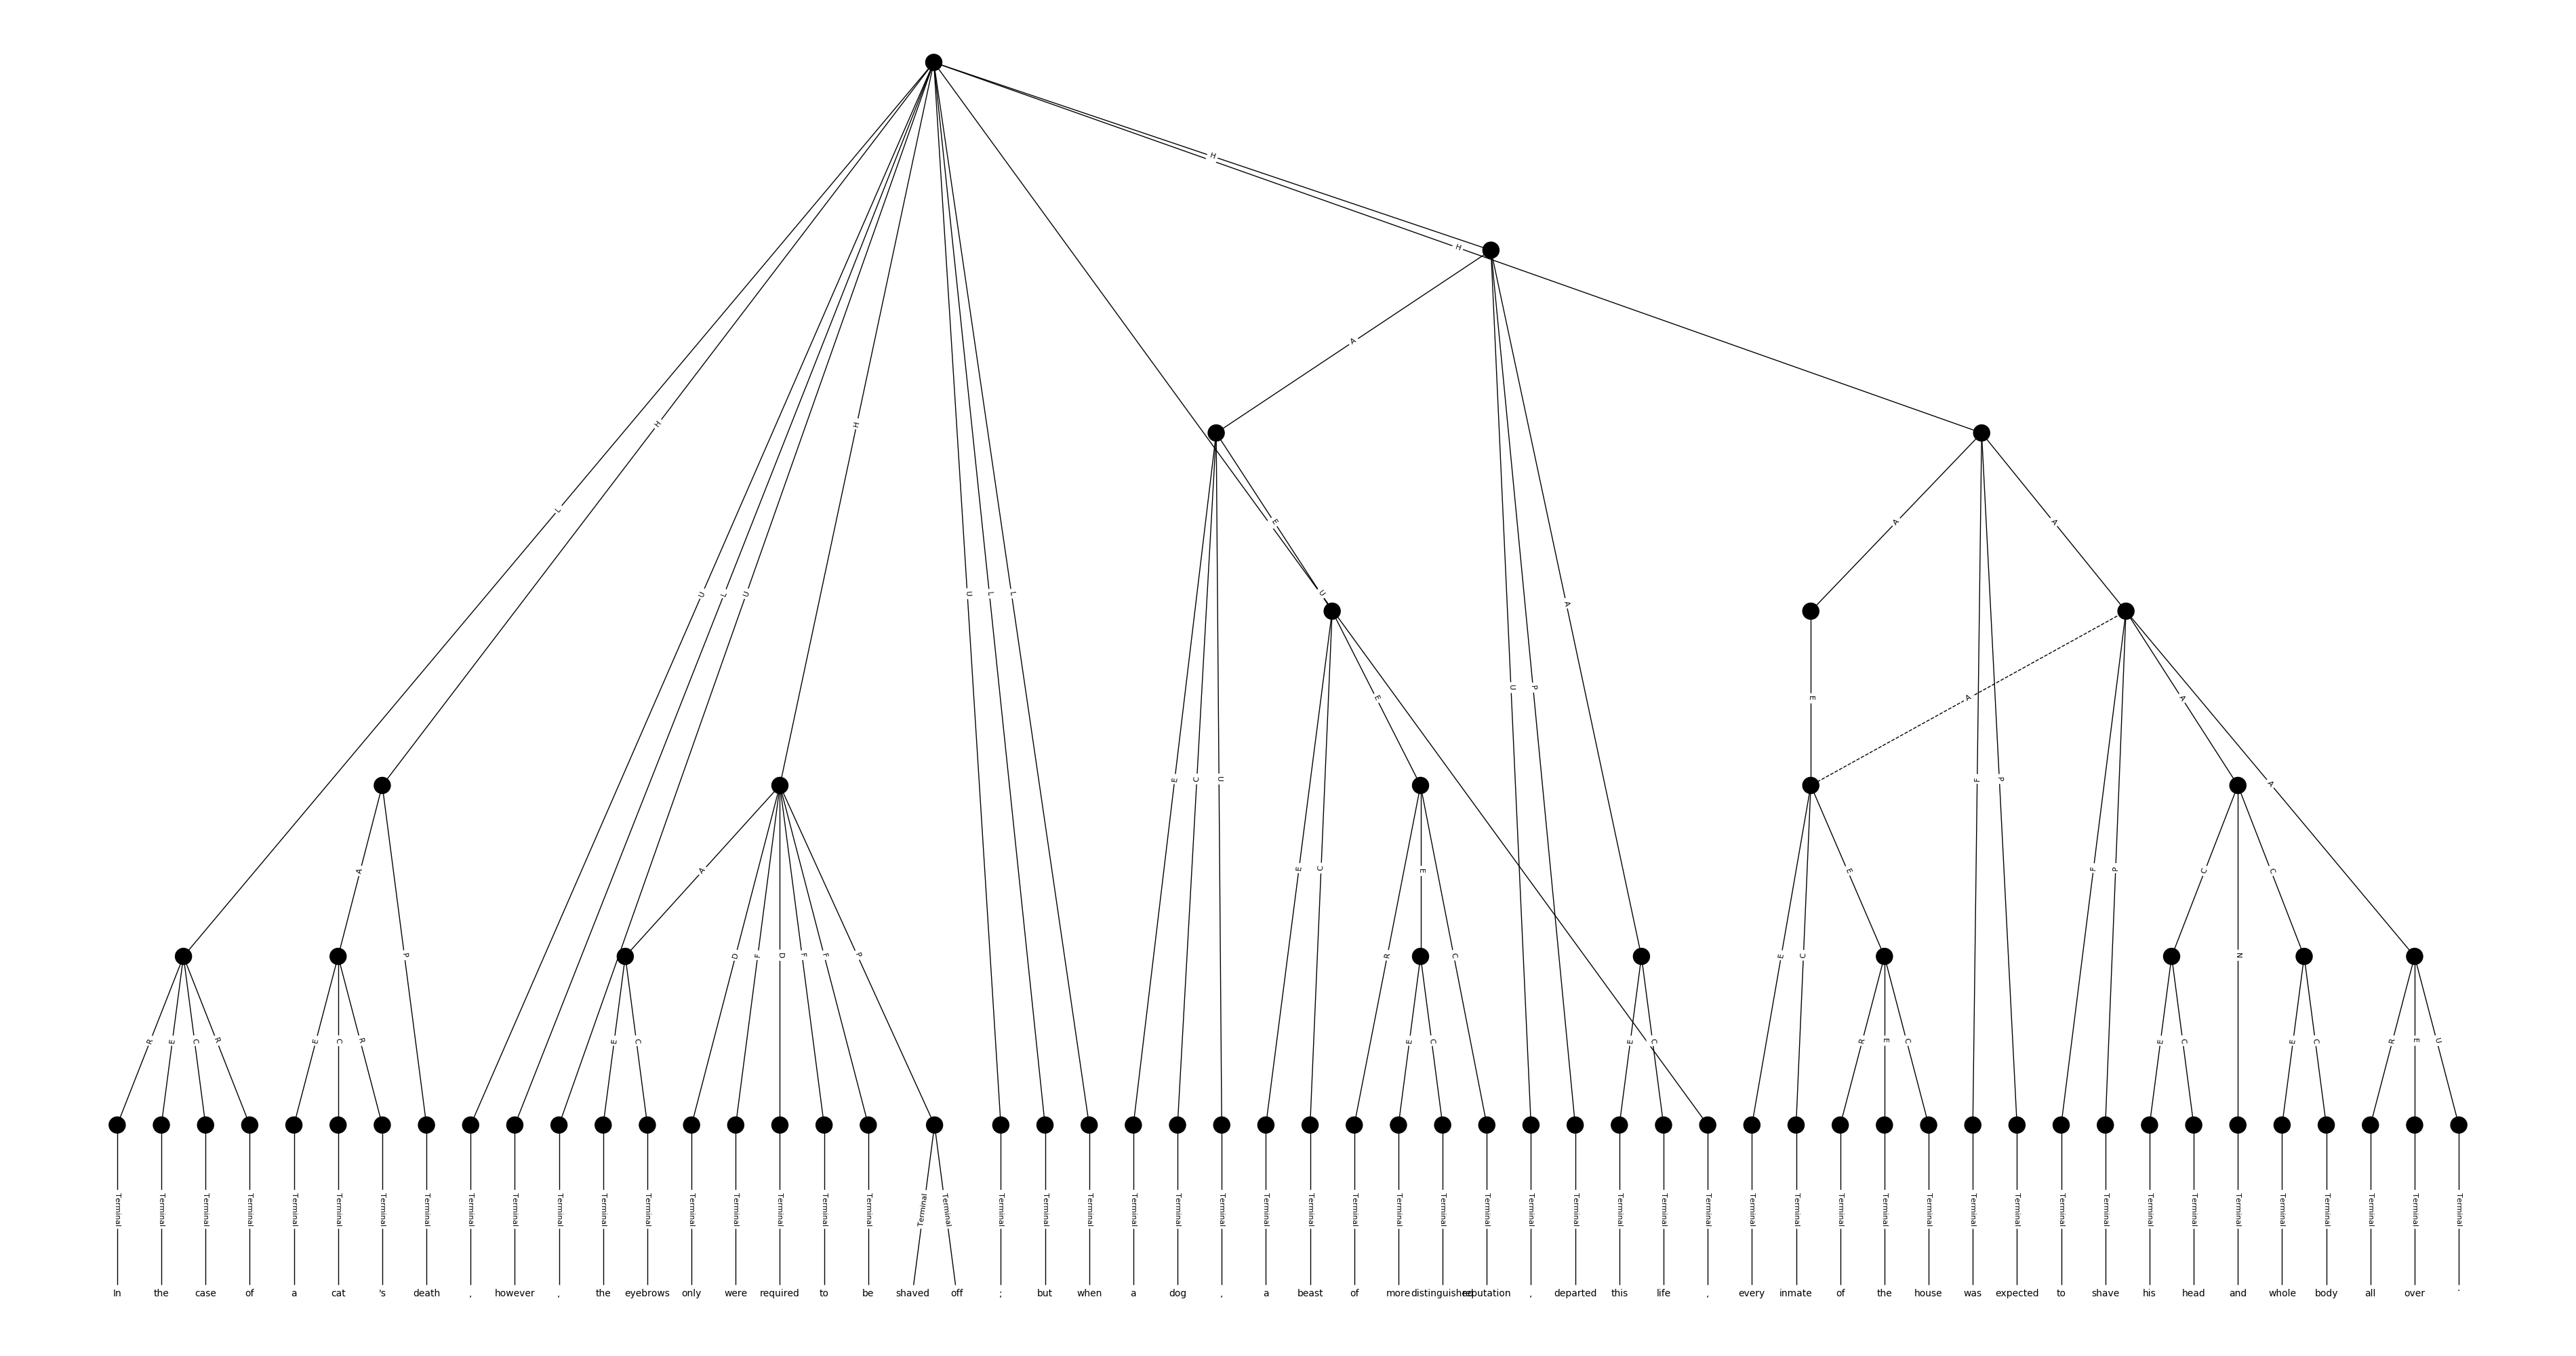 H
H
A
H
H
L
E
A
A
U
U
L
U
U
L
L
A
U
P
E
E
A
E
C
U
F
P
A
A
A
E
C
E
F
P
C
C
P
D
F
D
F
F
P
R
C
E
C
E
N
R
E
C
R
E
C
R
E
C
E
C
E
C
R
E
C
E
C
E
C
R
E
U
Terminal Terminal Terminal Terminal Terminal Terminal Terminal Terminal Terminal Terminal Terminal Terminal Terminal Terminal Terminal Terminal Terminal Terminal Terminal Terminal Terminal Terminal Terminal Terminal Terminal Terminal Terminal Terminal Terminal Terminal Terminal Terminal Terminal Terminal Terminal Terminal Terminal Terminal Terminal Terminal Terminal Terminal Terminal Terminal Terminal Terminal Terminal Terminal Terminal Terminal Terminal Terminal Terminal Terminal
In the case of a cat 's death , however , the eyebrows only were required to be shaved off ; but when a dog , a beast of more distinguished reputation , departed this life , every inmate of the house was expected to shave his head and whole body all over .